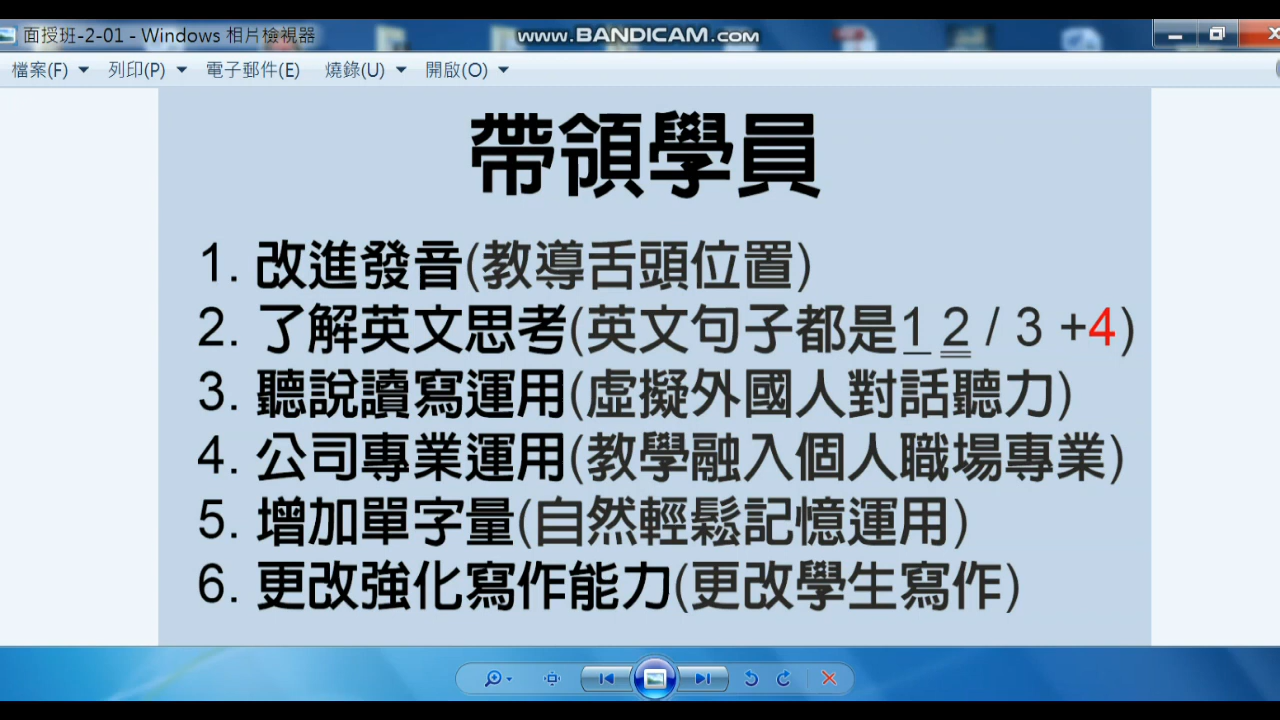 面授班-2-01 - Windows 相片檢視器
www.BANDICAM.com
檔案(F) 列印(P) 電子郵件(E) 燒錄(U) 開啟(O)
帶領學員
1. 改進發音(教導舌頭位置)
2. 了解英文思考(英文句子都是1 2 / 3 +4)
3. 聽說讀寫運用(虛擬外國人對話聽力)
4. 公司專業運用(教學融入個人職場專業)
5. 增加單字量(自然輕鬆記憶運用)
6. 更改強化寫作能力(更改學生寫作)